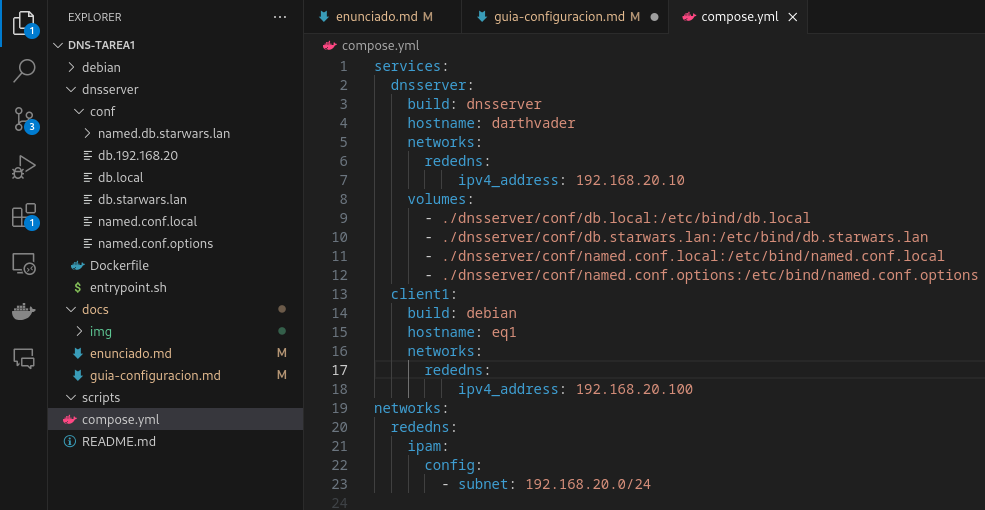 EXPLORER
DNS-TAREA1
debian
dnsserver
conf
named.db.starwars.lan
db.192.168.20
db.local
db.starwars.lan
named.conf.local
named.conf.options
Dockerfile
$ entrypoint.sh
docs
img
enunciado.md M
guia-configuracion.md M
scripts
compose.yml
README.md
1
3
1
enunciado.md M guia-configuracion.md M compose.yml
compose.yml
1 services:
2 dnsserver:
3 build: dnsserver
4 hostname: darthvader
5 networks:
6 rededns:
7 ipv4_address: 192.168.20.10
8 volumes:
9 - ./dnsserver/conf/db.local:/etc/bind/db.local
10 - ./dnsserver/conf/db.starwars.lan:/etc/bind/db.starwars.lan
11 - ./dnsserver/conf/named.conf.local:/etc/bind/named.conf.local
12 - ./dnsserver/conf/named.conf.options:/etc/bind/named.conf.options
13 client1:
14 build: debian
15 hostname: eq1
16 networks:
17 rededns:
18 ipv4_address: 192.168.20.100
19 networks:
20 rededns:
21 ipam:
22 config:
23 - subnet: 192.168.20.0/24
24